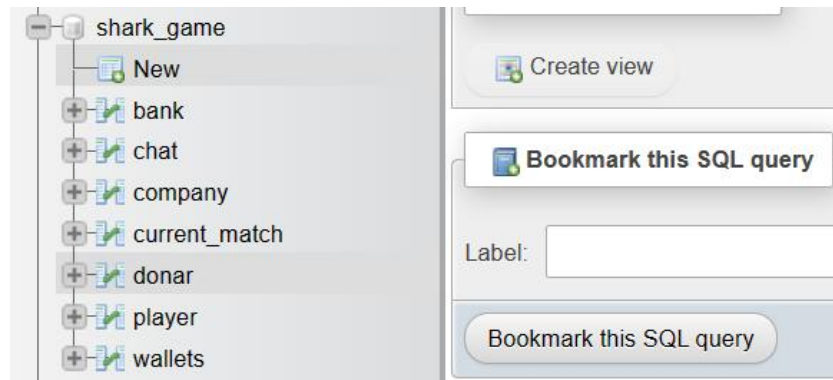 shark_game
New
bank
chat
company
current_match
donar
player
wallets
Create view
Bookmark this SQL query
Label:
Bookmark this SQL query